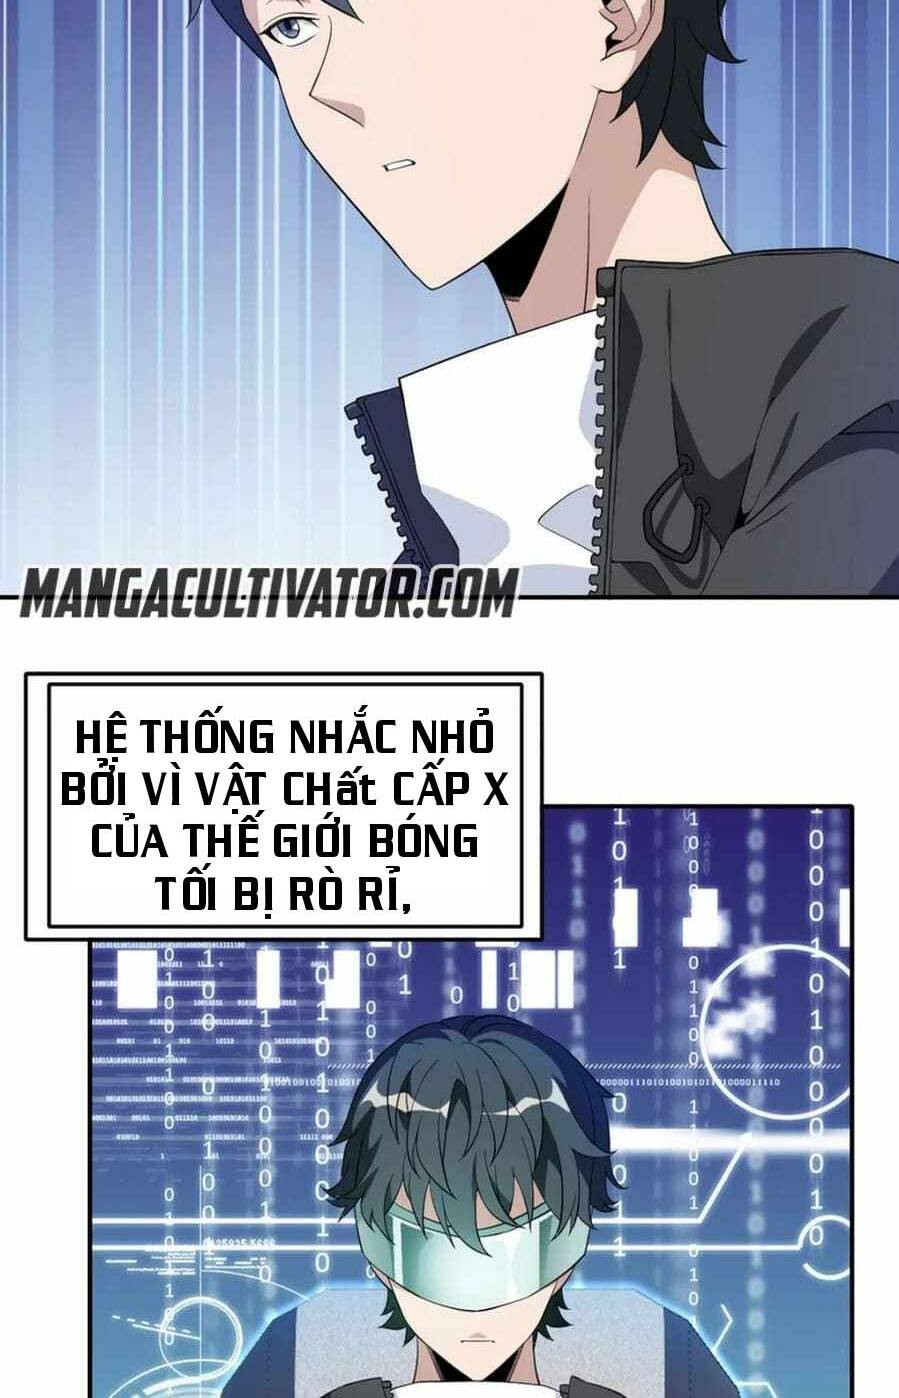 MANGACULTIVATOR.COM
HỆ THỐNG NHẮC NHỎ
BỞI VÌ VẬT CHất CẤP X
CỦA THẾ GIỚI BÓNG
TỐI BỊ RÒ RỈ,